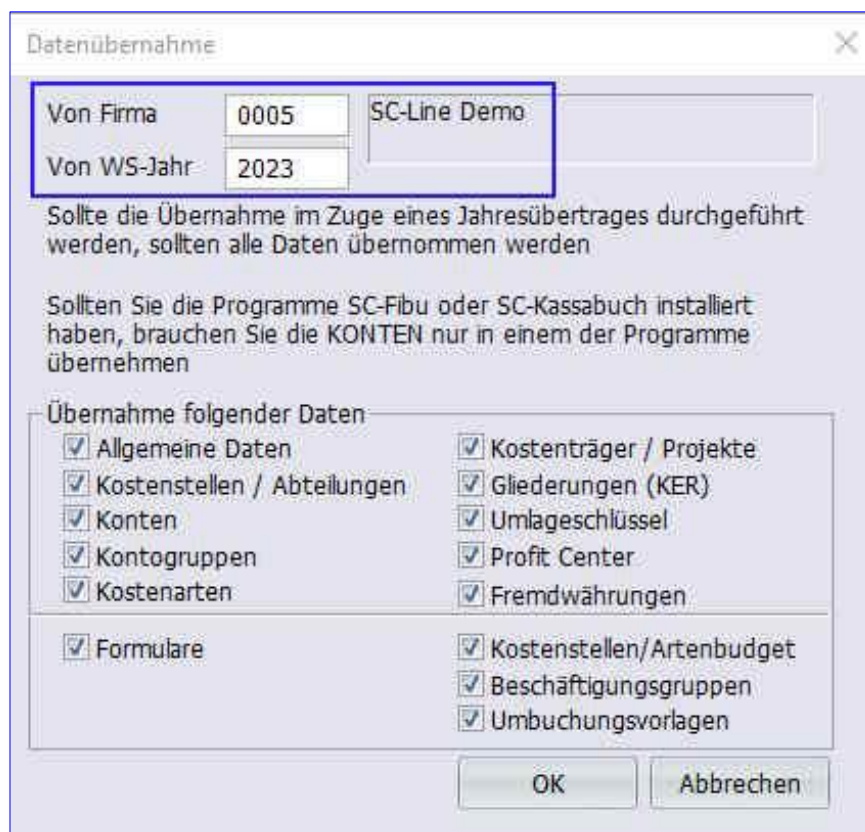 Datenübernahme
Von Firma 0005 SC-Line Demo
Von WS-Jahr 2023
Sollte die Übernahme im Zuge eines Jahresübertrages durchgeführt
werden, sollten alle Daten übernommen werden
Sollten Sie die Programme SC-Fibu oder SC-Kassabuch installiert
haben, brauchen Sie die KONTEN nur in einem der Programme
übernehmen
Übernahme folgender Daten
Allgemeine Daten
Kostenstellen / Abteilungen
Konten
Kontogruppen
Kostenarten
Kostenträger / Projekte
Gliederungen (KER)
Umlageschlüssel
Profit Center
Fremdwährungen
Formulare
Kostenstellen/Artenbudget
Beschäftigungsgruppen
Umbuchungsvorlagen
OK
Abbrechen